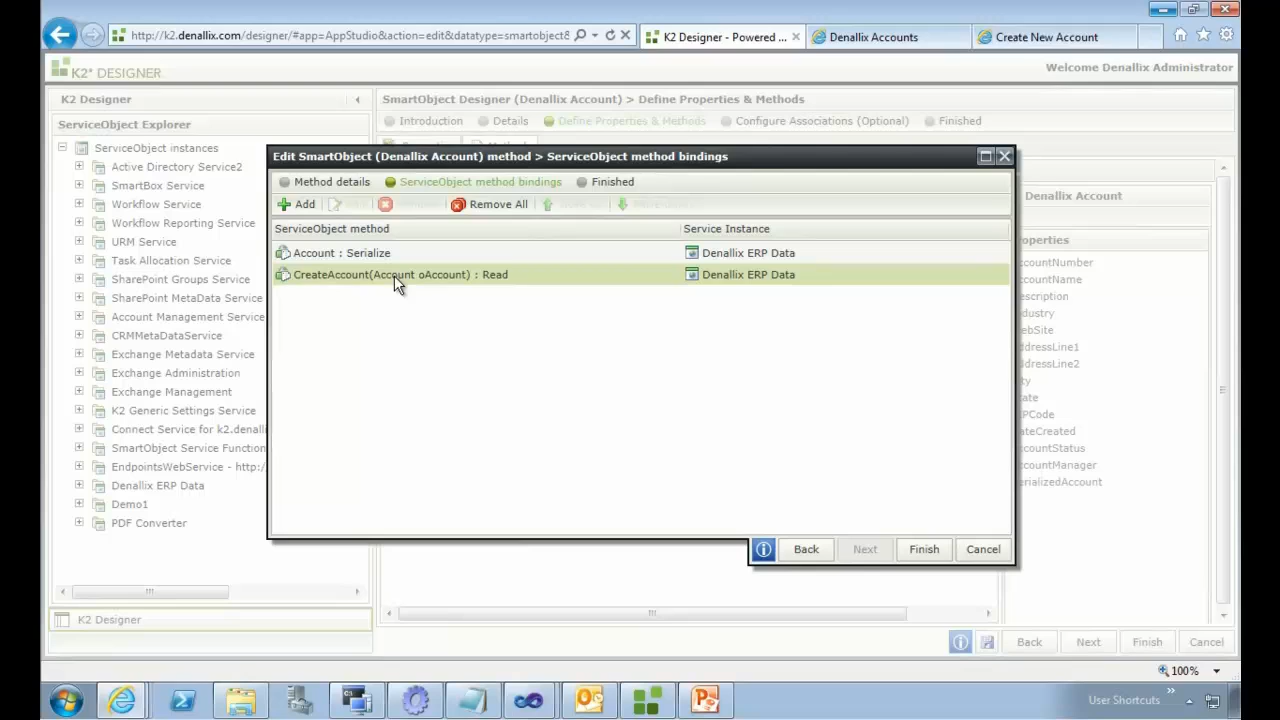 http://k2.denallix.com/designer/#app=AppStudio&action=edit&datatype=smartobject&
K2 Designer - Powered ...
Denallix Accounts
Create New Account
K2* DESIGNER
Welcome Denallix Administrator
K2 Designer
SmartObject Designer (Denallix Account) > Define Properties & Methods
ServiceObject Explorer
Introduction
Details
Define Properties & Methods
Configure Associations (Optional)
Finished
ServiceObject instances
Active Directory Service2
SmartBox Service
Workflow Service
Workflow Reporting Service
URM Service
Task Allocation Service
SharePoint Groups Service
SharePoint MetaData Service
Account Management Service
CRMMetaDataService
Exchange Metadata Service
Exchange Administration
Exchange Management
K2 Generic Settings Service
Connect Service for k2.denalli
SmartObject Service Function
EndpointsWebService - http:/
Denallix ERP Data
Demo1
PDF Converter
K2 Designer
Edit SmartObject (Denallix Account) method > ServiceObject method bindings
Method details
ServiceObject method bindings
Finished
Add
Remove All
ServiceObject method
Service Instance
Account : Serialize
Denallix ERP Data
CreateAccount(Account oAccount) : Read
Denallix ERP Data
Back
Next
Finish
Cancel
Denallix Account
roperties
ccountNumber
ccountName
escription
dustry
ebSite
ddressLine1
ddressLine2
ty
ate
PCode
ateCreated
ccountStatus
ccountManager
erializedAccount
Back
Next
Finish
Cancel
100%
User Shortcuts